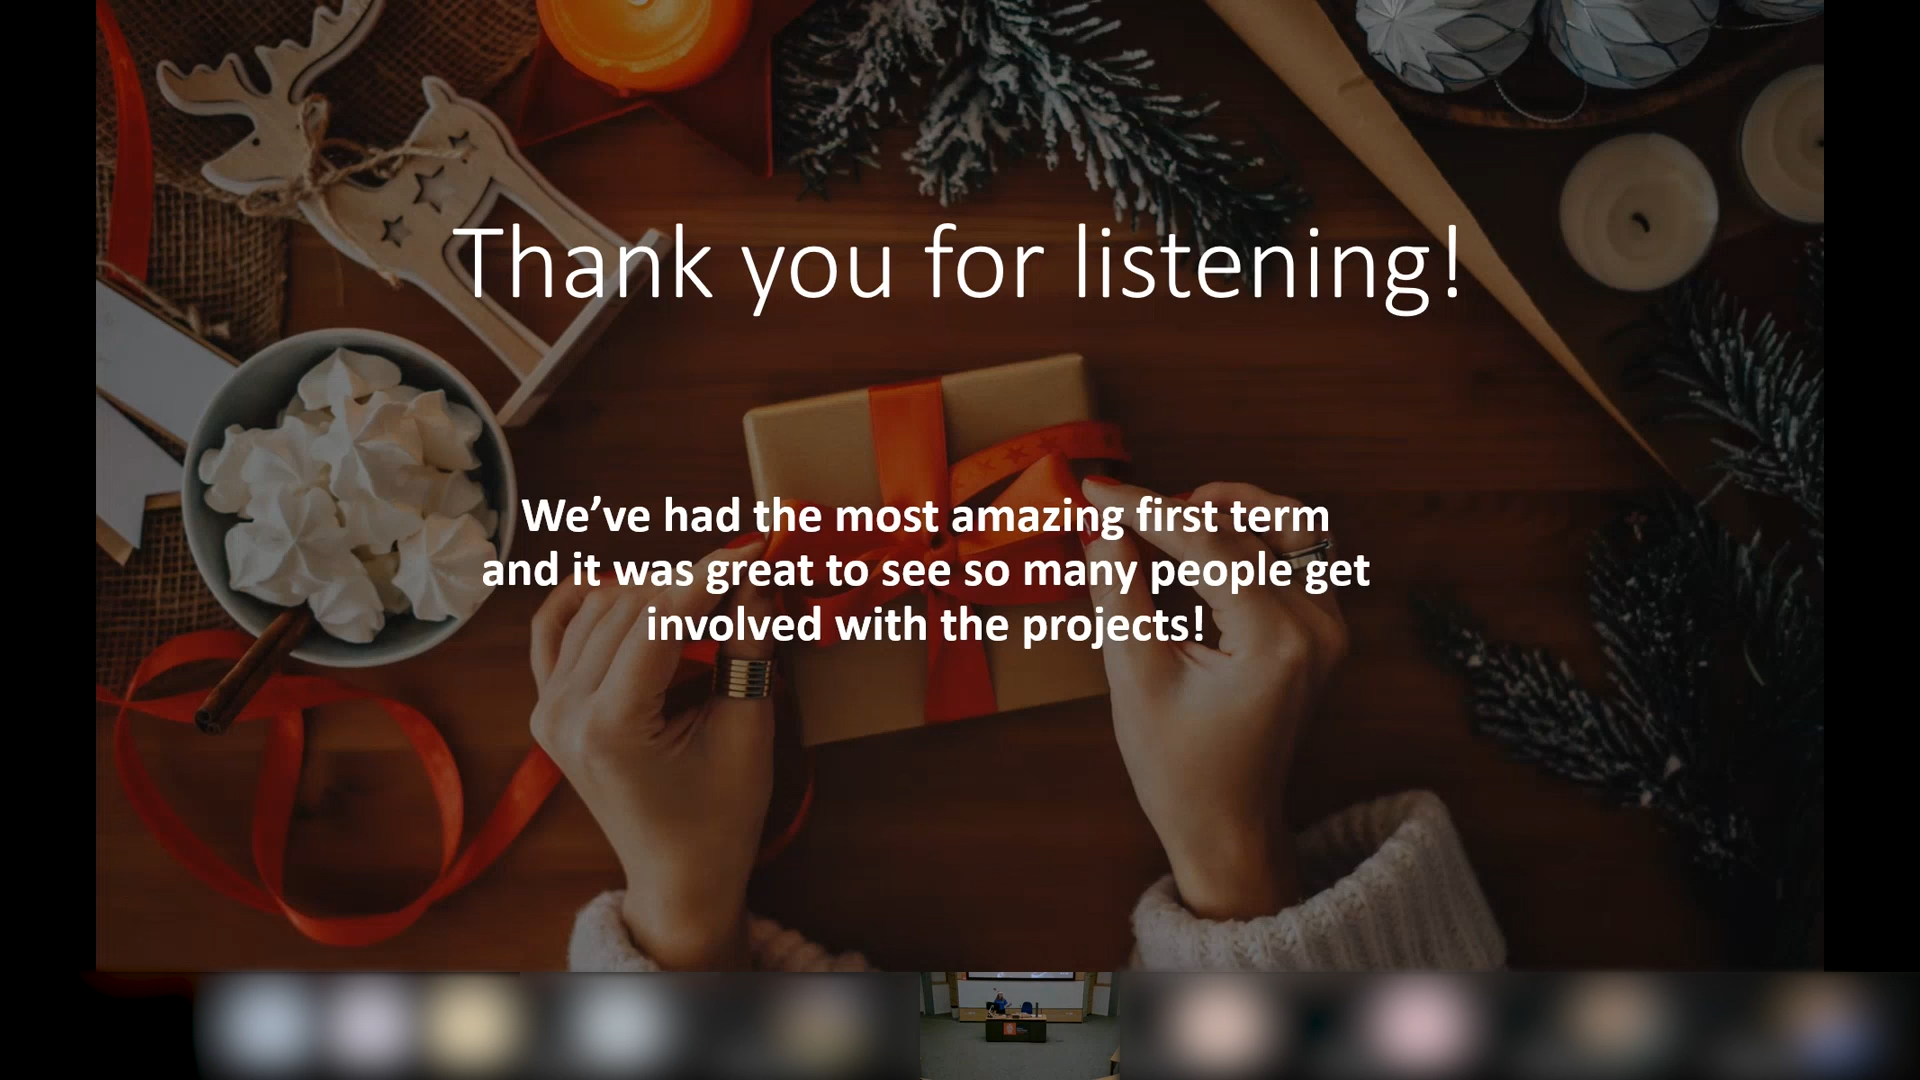 Thank you for listening!
We’ve had the most amazing first term
and it was great to see so many people get
involved with the projects!